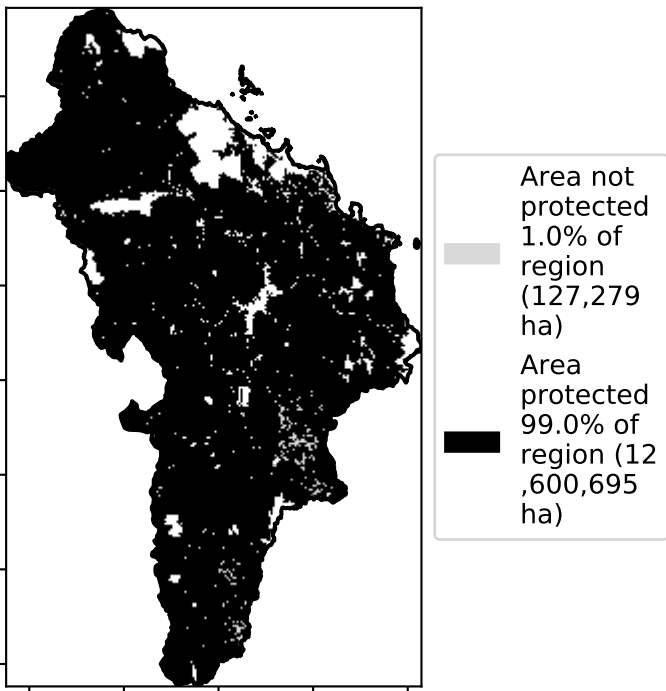 Area not
protected
1.0% of
region
(127,279
ha)
Area
protected
99.0% of
region (12
,600,695
ha)